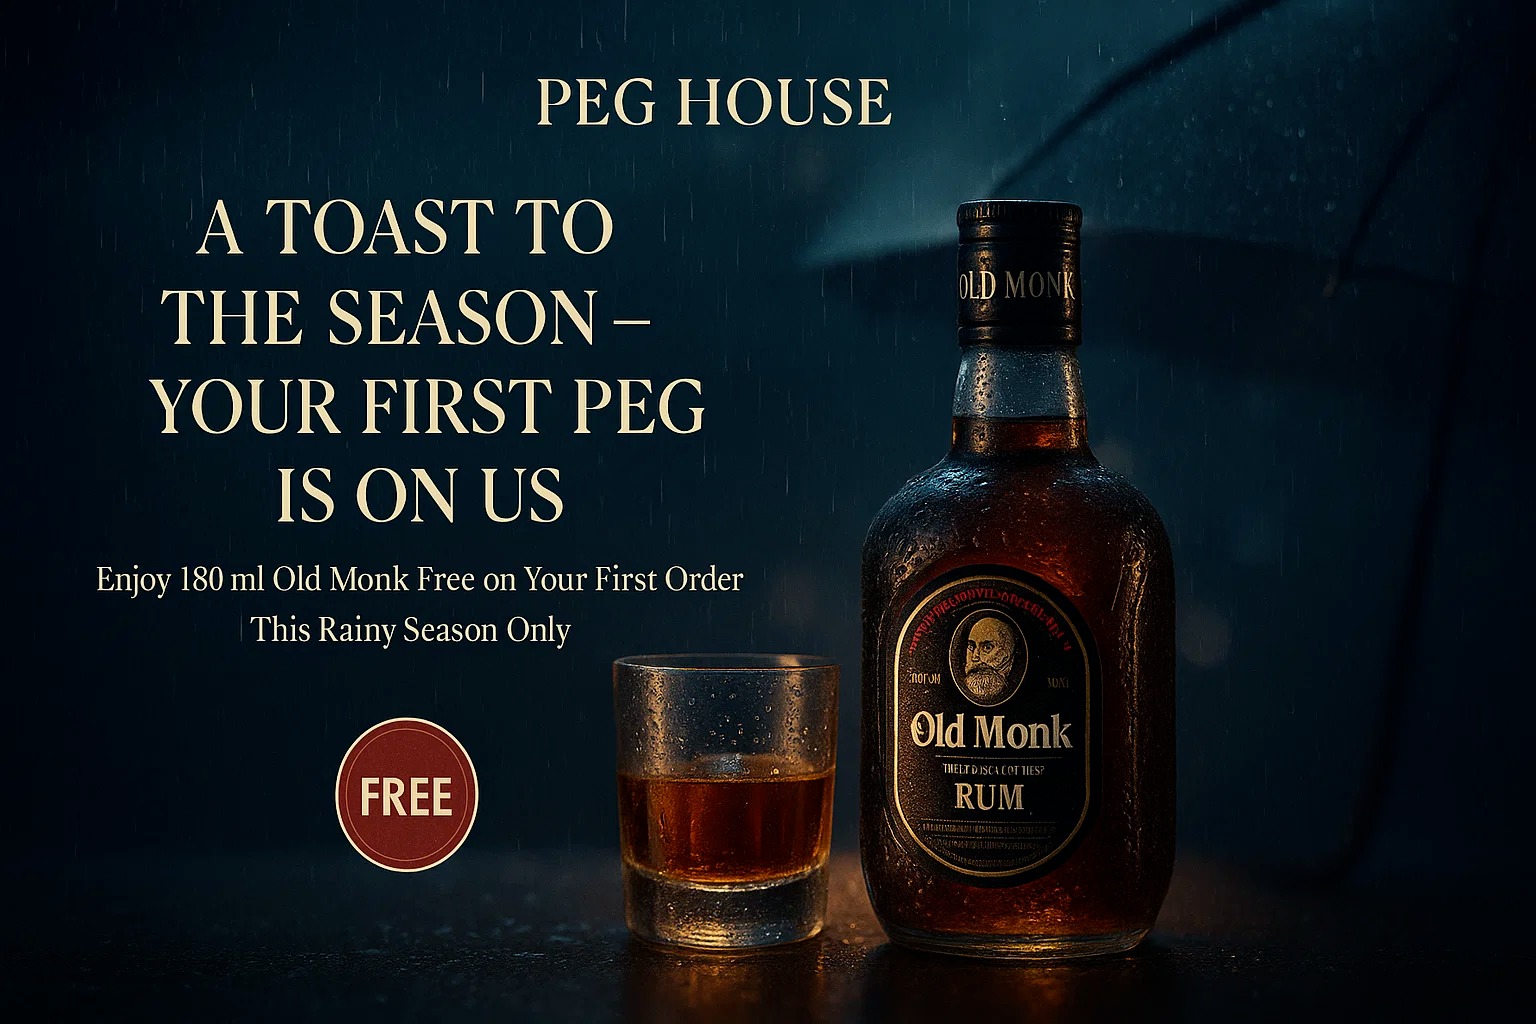 PEG HOUSE
A TOAST TO
THE SEASON –
YOUR FIRST PEG
IS ON US
Enjoy 180 ml Old Monk Free on Your First Order
This Rainy Season Only
FREE
OLD MONK
Old Monk
RUM